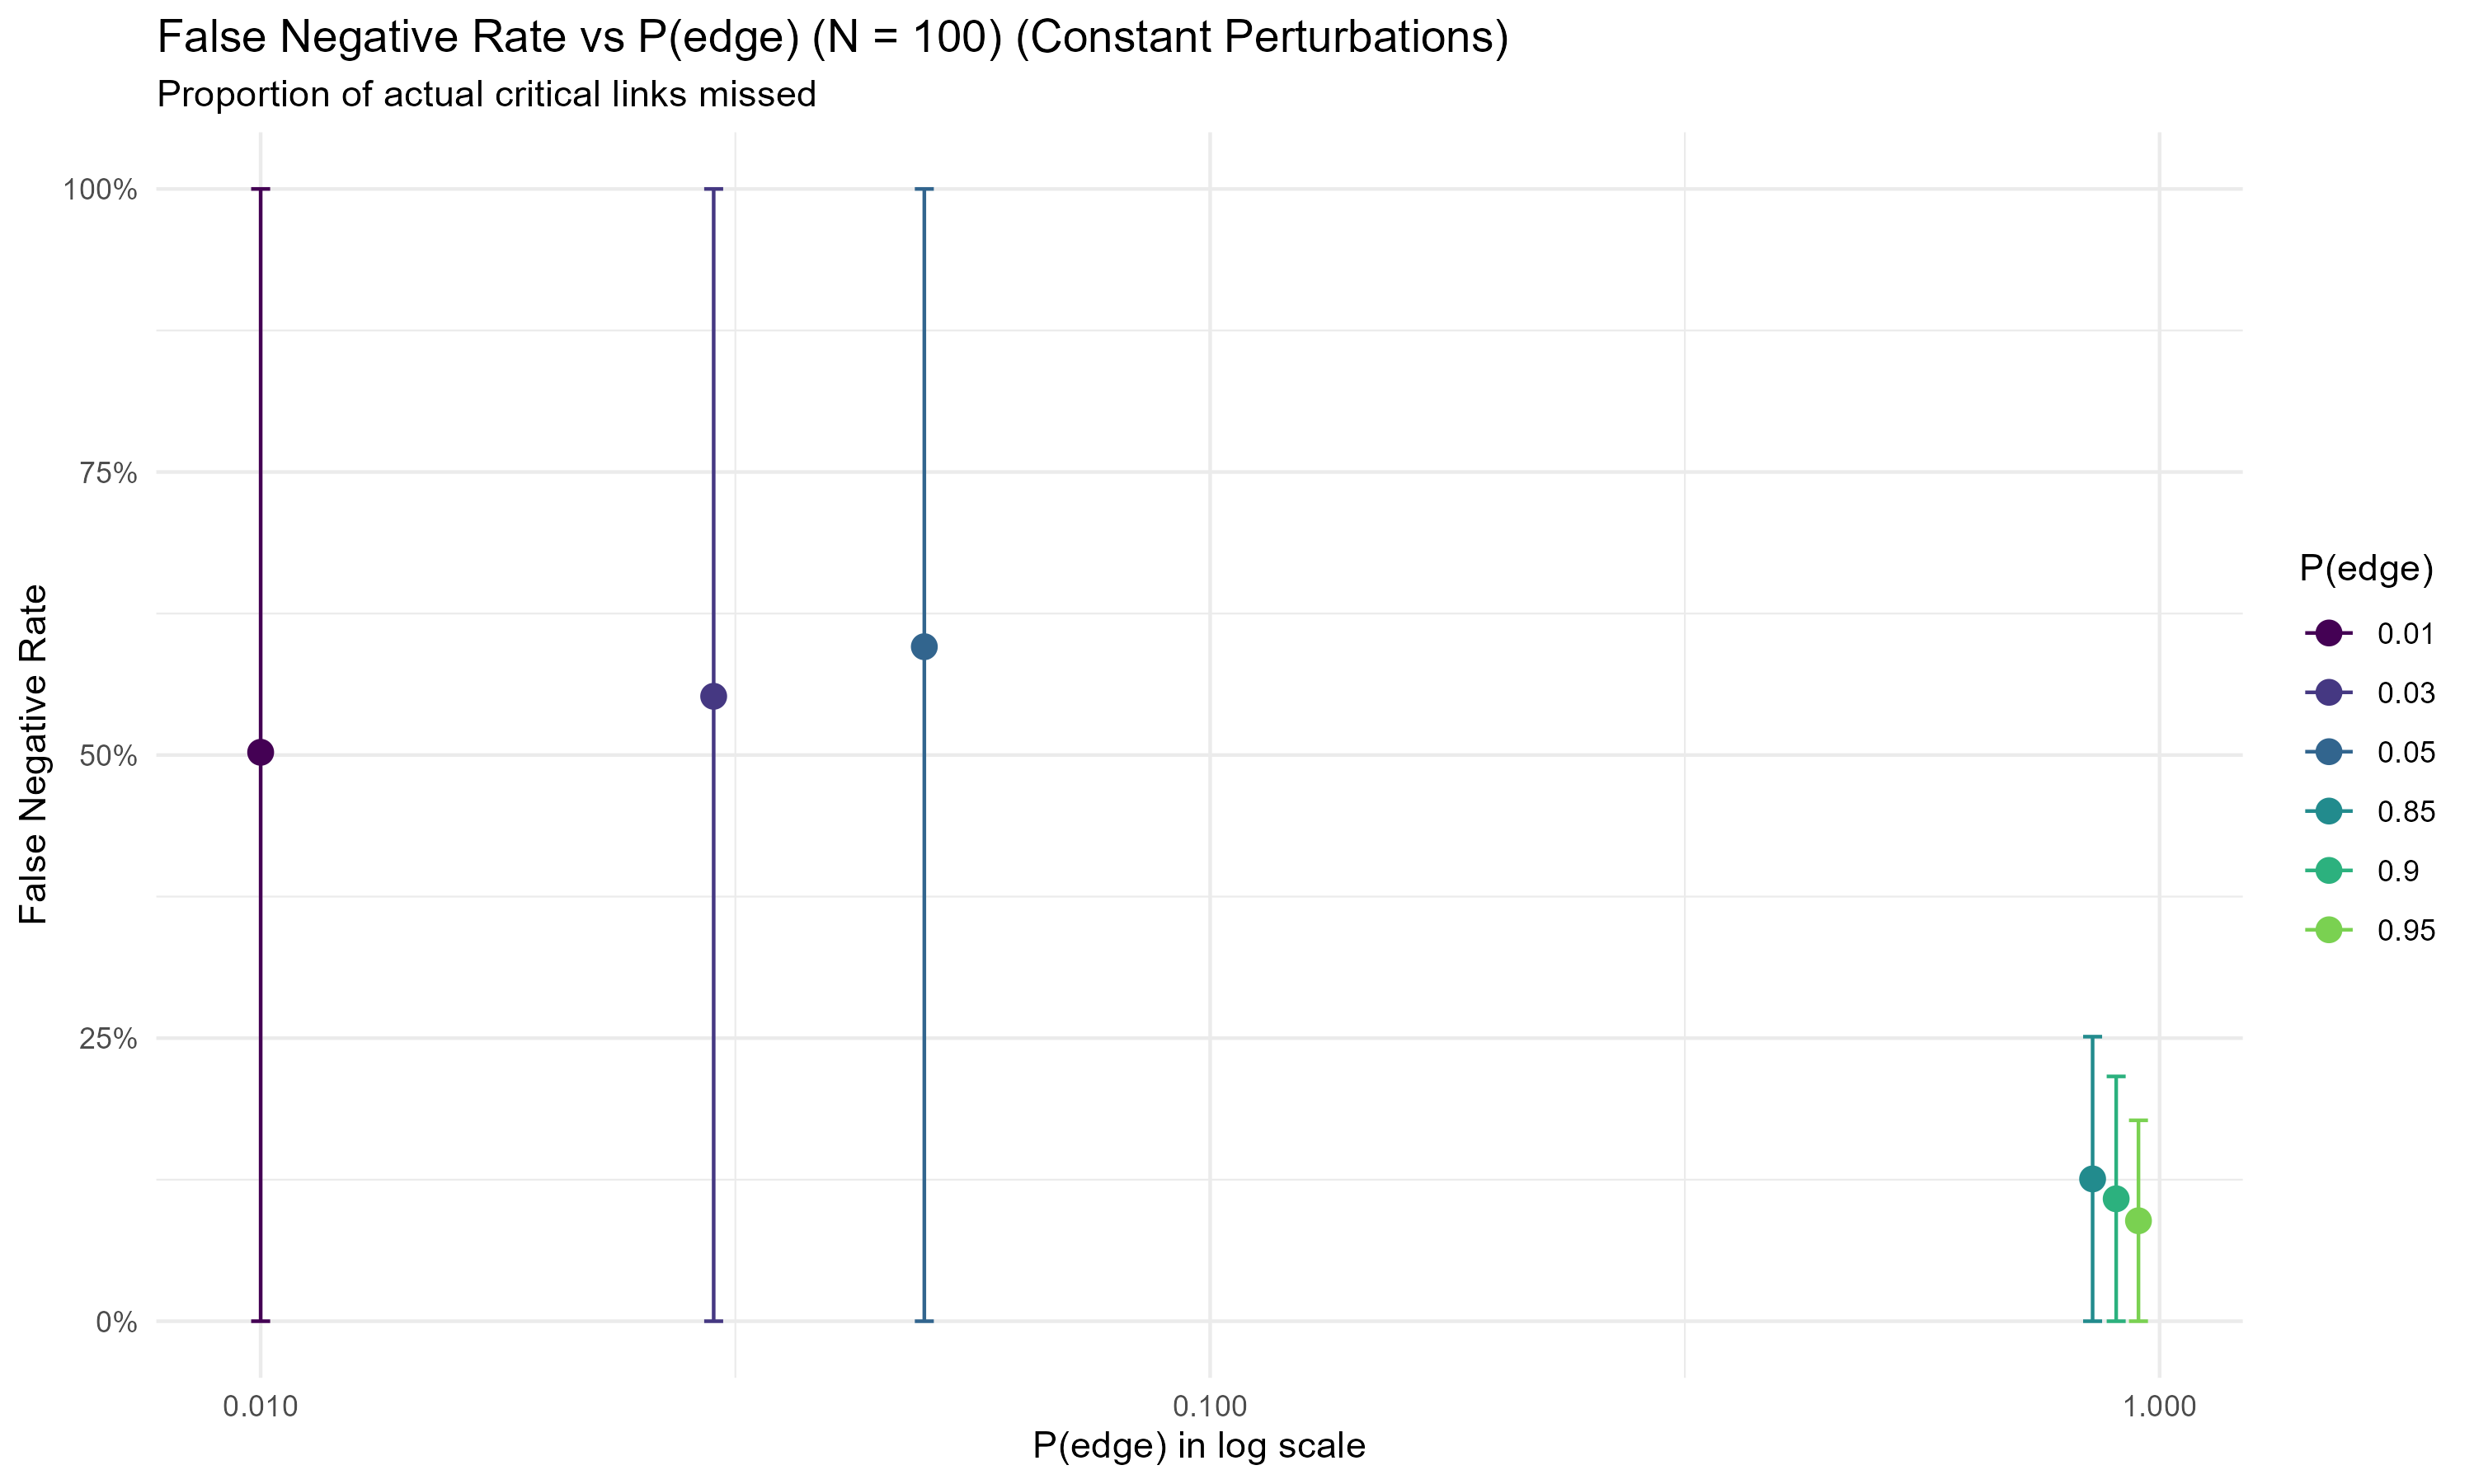 False Negative Rate vs P(edge) (N = 100) (Constant Perturbations)
Proportion of actual critical links missed
False Negative Rate
100%
75%
50%
25%
0%
0.010
0.100
1.000
P(edge) in log scale
P(edge)
0.01
0.03
0.05
0.85
0.9
0.95